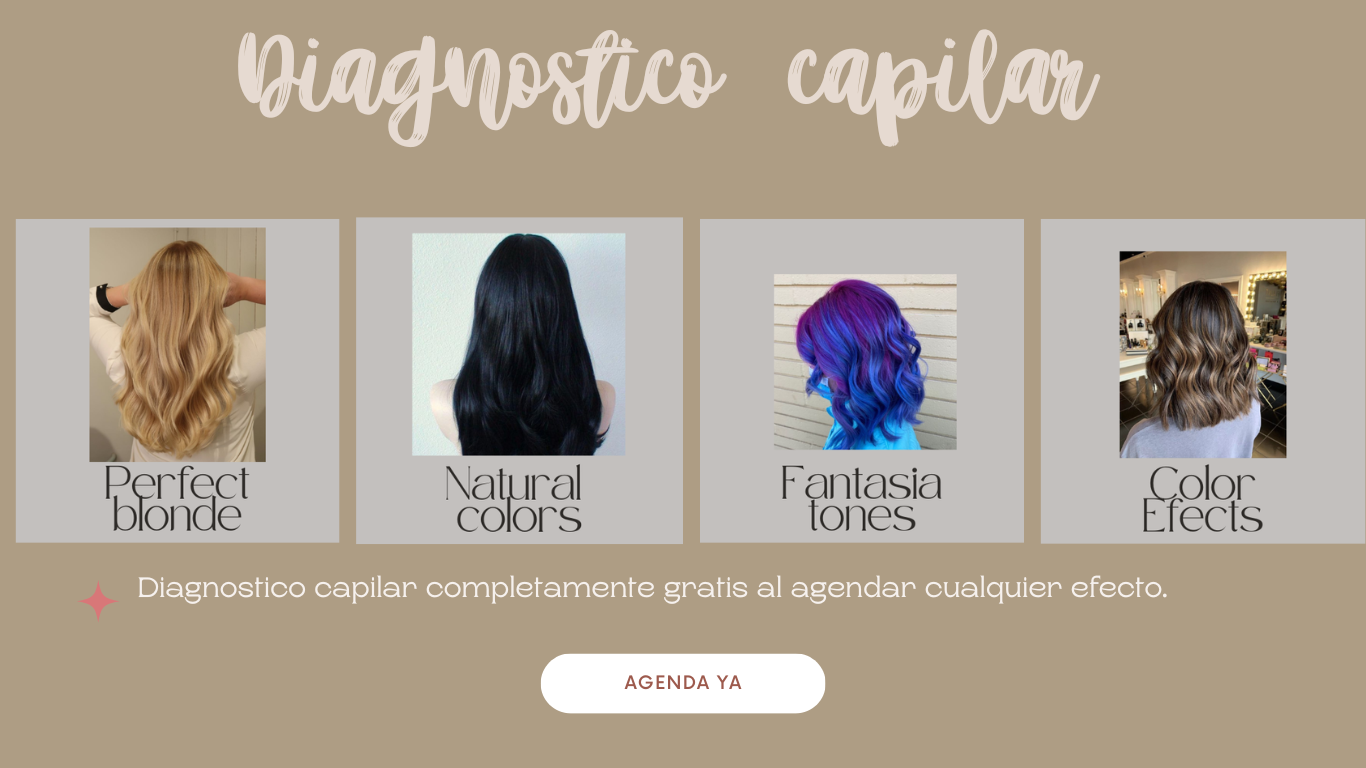 Diagnostico capilar
Perfect
blonde
Natural
colors
Fantasia
tones
Color
Efects
Diagnostico capilar completamente gratis al agendar cualquier efecto.
AGENDA YA